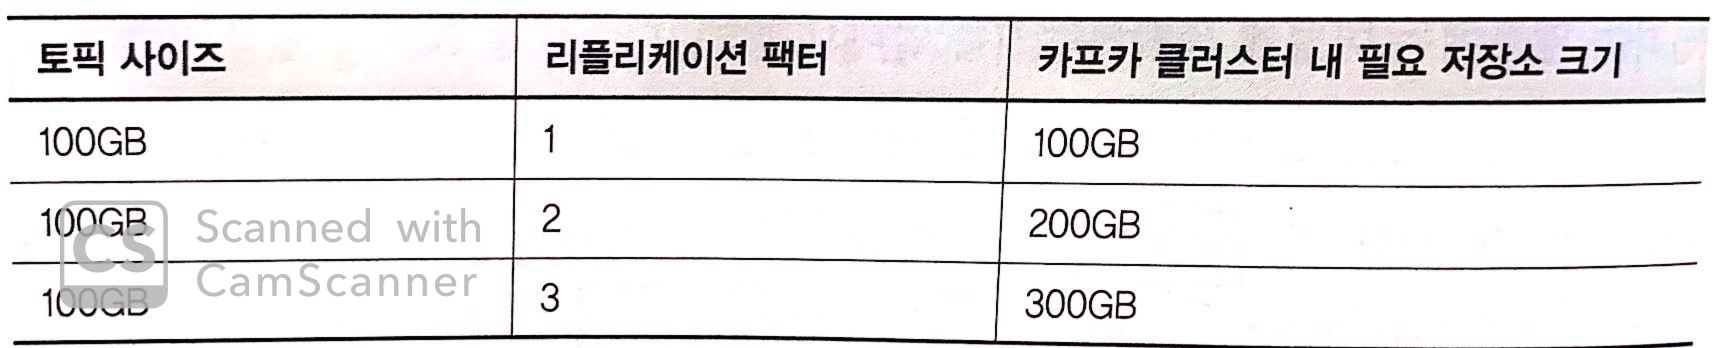 토픽 사이즈 리플리케이션 팩터 카프카 클러스터 내 필요 저장소 크기
100GB 1 100GB
100GB 2 200GB
100GB 3 300GB
CS Scanned with
CamScanner